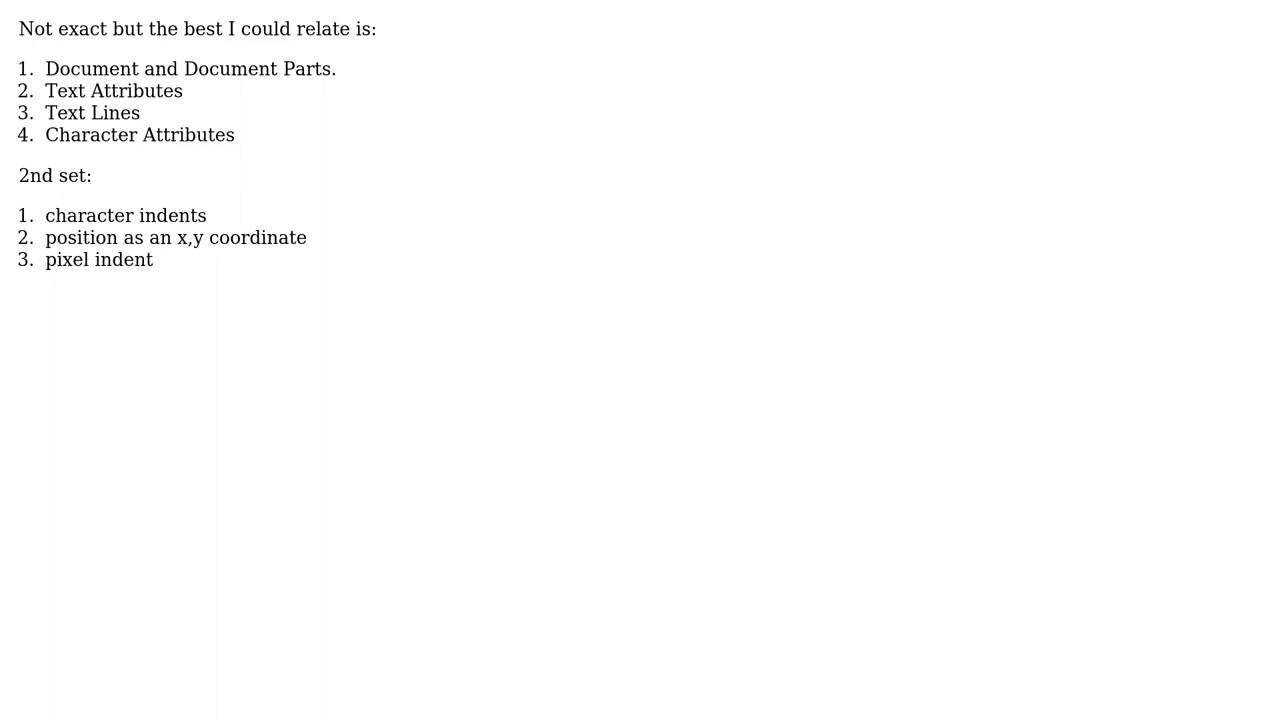 Not exact but the best I could relate is:
1. Document and Document Parts.
2. Text Attributes
3. Text Lines
4. Character Attributes
2nd set:
1. character indents
2. position as an x,y coordinate
3. pixel indent